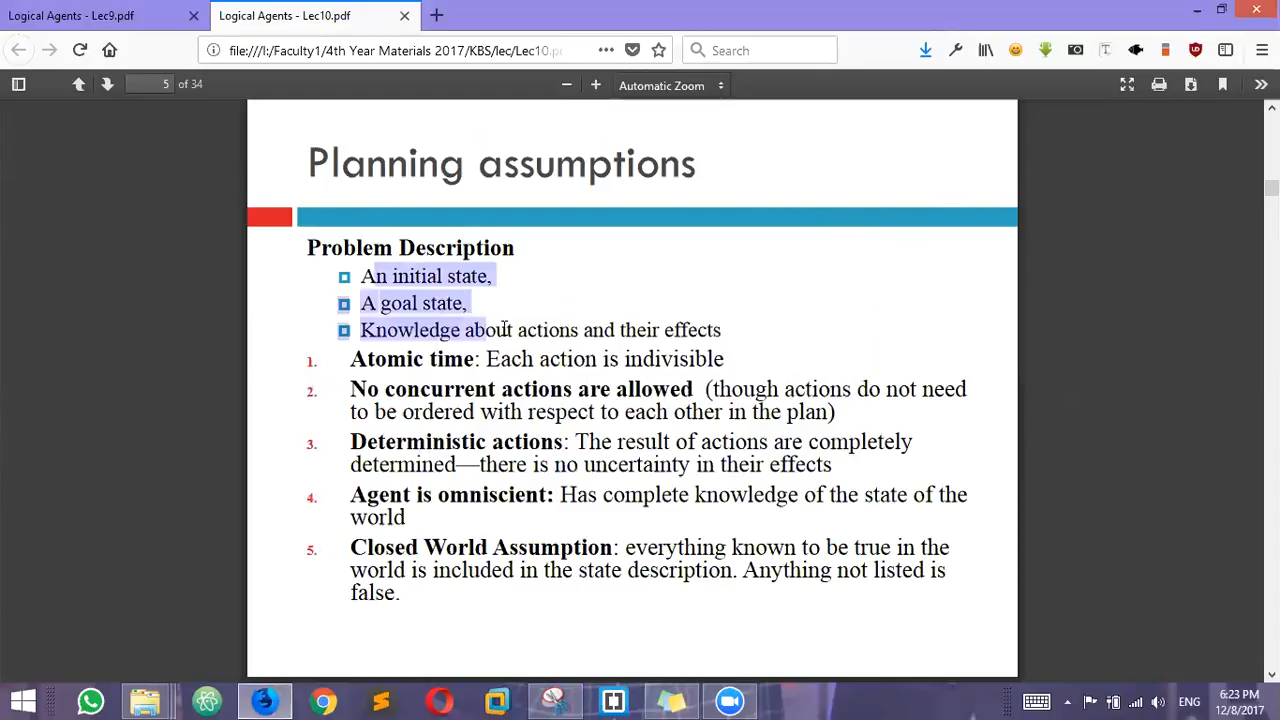 Logical Agents - Lec9.pdf
Logical Agents - Lec10.pdf
file:///I:/Faculty1/4th Year Materials 2017/KBS/lec/Lec10.p
Search
5 of 34
Automatic Zoom
Planning assumptions
Problem Description
An initial state,
A goal state,
Knowledge about actions and their effects
1. Atomic time: Each action is indivisible
2. No concurrent actions are allowed (though actions do not need
to be ordered with respect to each other in the plan)
3. Deterministic actions: The result of actions are completely
determined—there is no uncertainty in their effects
4. Agent is omniscient: Has complete knowledge of the state of the
world
5. Closed World Assumption: everything known to be true in the
world is included in the state description. Anything not listed is
false.
ENG
6:23 PM
12/8/2017